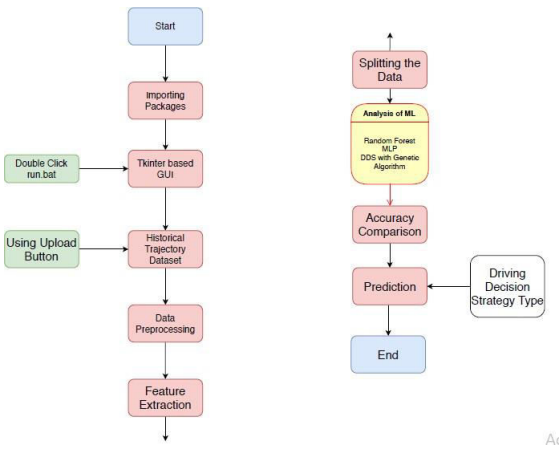 Start
Importing
Packages
Double Click
run.bat
Tkinter based
GUI
Using Upload
Button
Historical
Trajectory
Dataset
Data
Preprocessing
Feature
Extraction
Splitting the
Data
Analysis of ML
Random Forest
MLP
DDS with Genetic
Algorithm
Accuracy
Comparison
Prediction
Driving
Decision
Strategy Type
End